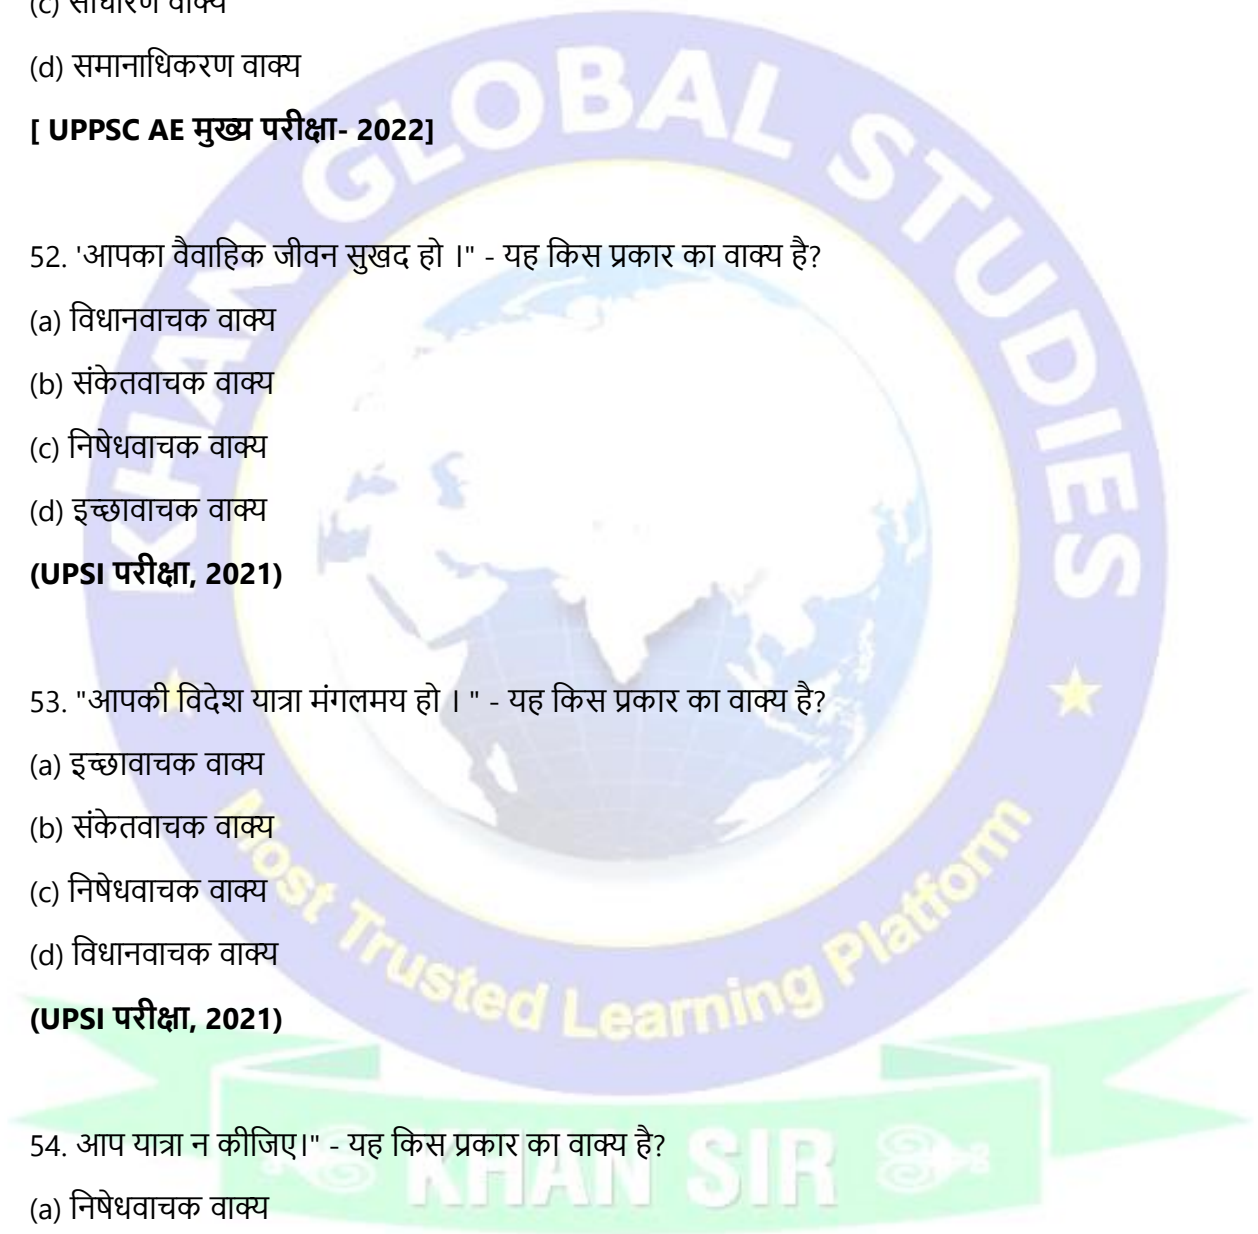 (c) साधारण वाक्य
(d) समानाधिकरण वाक्य
[ UPPSC AE मुख्य परीक्षा- 2022]
52. 'आपका वैवाहिक जीवन सुखद हो ।" - यह किस प्रकार का वाक्य है?
(a) विधानवाचक वाक्य
(b) संकेतवाचक वाक्य
(c) निषेधवाचक वाक्य
(d) इच्छावाचक वाक्य
(UPSI परीक्षा, 2021)
53. "आपकी विदेश यात्रा मंगलमय हो । " - यह किस प्रकार का वाक्य है?
(a) इच्छावाचक वाक्य
(b) संकेतवाचक वाक्य
(c) निषेधवाचक वाक्य
(d) विधानवाचक वाक्य
(UPSI परीक्षा, 2021)
54. आप यात्रा न कीजिए।" - यह किस प्रकार का वाक्य है?
(a) निषेधवाचक वाक्य
KHAN GLOBAL STUDIES
Most Trusted Learning Platform
KHAN SIR